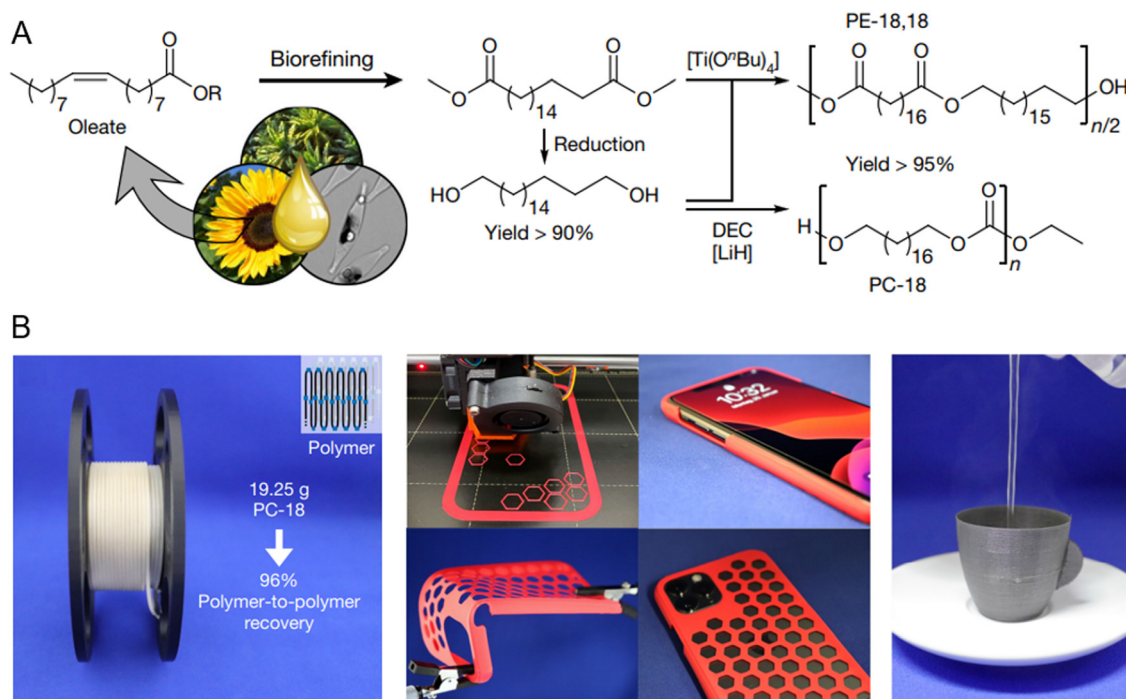 A
O
7
7
OR
Oleate
Biorefining
O
O
O
14
O
Reduction
HO
14
OH
Yield > 90%
[Ti(OⁿBu)₄]
DEC
[LiH]
PE-18,18
O
O
O
16
O
15
OH
n/2
Yield > 95%
H
O
16
O
O
O
n
PC-18
B
Polymer
19.25 g
PC-18
96%
Polymer-to-polymer
recovery
10:32